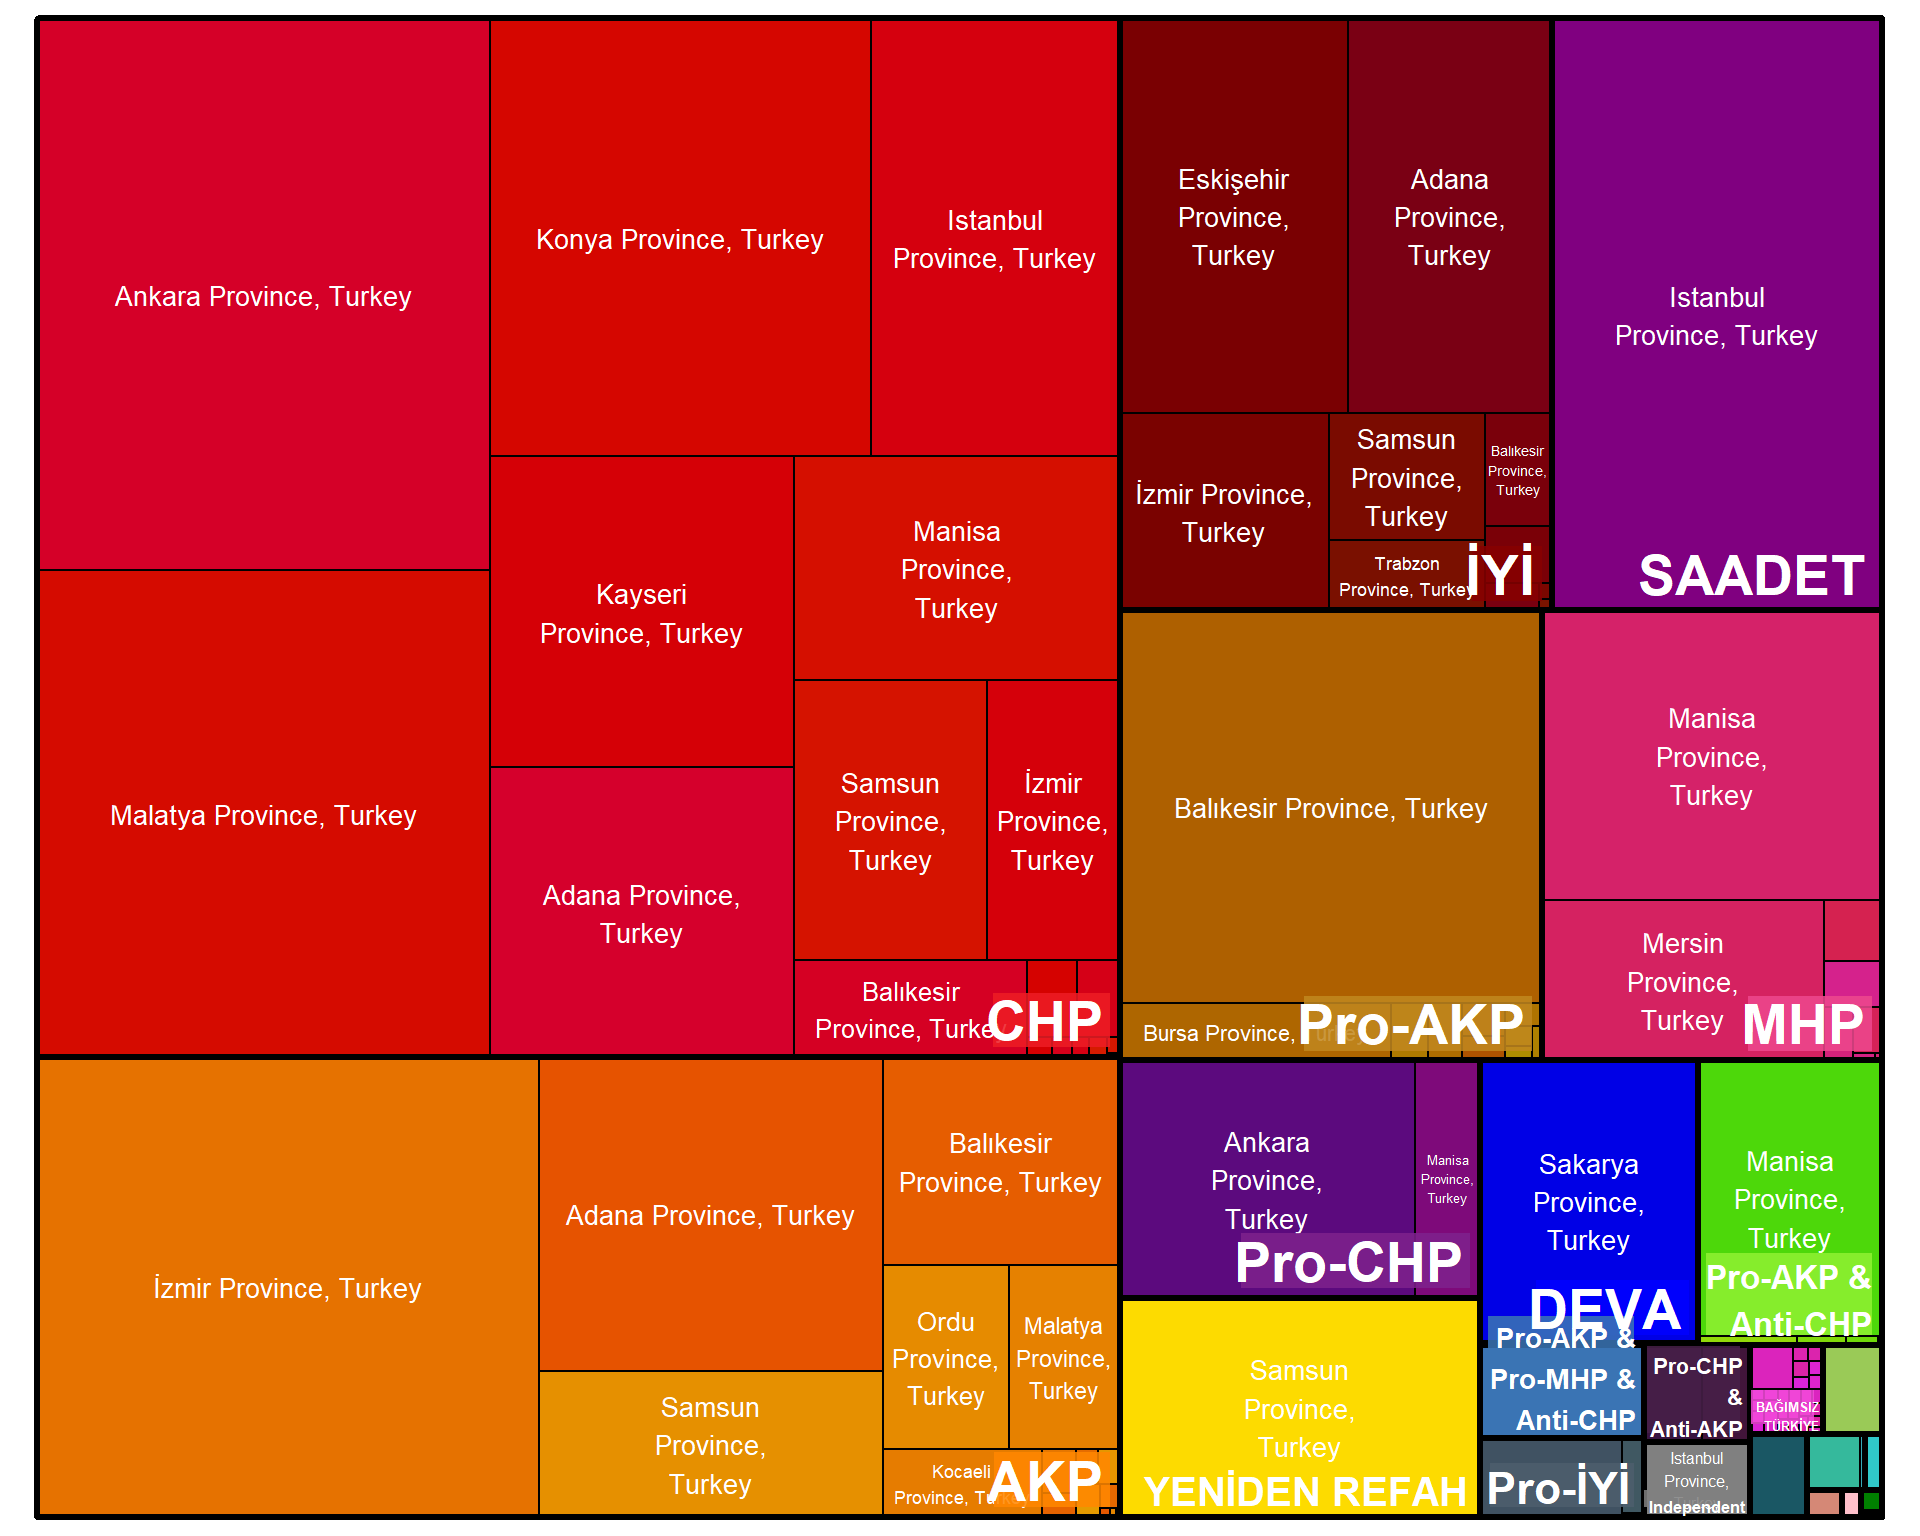 Ankara Province, Turkey
Konya Province, Turkey
Istanbul
Province, Turkey
Malatya Province, Turkey
Kayseri
Province, Turkey
Manisa
Province,
Turkey
Adana Province,
Turkey
Samsun
Province,
Turkey
İzmir
Province,
Turkey
Balıkesir
Province, Turkey
CHP
Eskişehir
Province,
Turkey
Adana
Province,
Turkey
İzmir Province,
Turkey
Samsun
Province,
Turkey
Balıkesir
Province,
Turkey
Trabzon
Province, Turkey
İYİ
Istanbul
Province, Turkey
SAADET
Balıkesir Province, Turkey
Bursa Province, Turkey
Pro-AKP
Manisa
Province,
Turkey
Mersin
Province,
Turkey
MHP
İzmir Province, Turkey
Adana Province, Turkey
Samsun
Province,
Turkey
Balıkesir
Province, Turkey
Ordu
Province,
Turkey
Malatya
Province,
Turkey
Kocaeli
Province, Turkey
AKP
Ankara
Province,
Turkey
Manisa
Province,
Turkey
Pro-CHP
Samsun
Province,
Turkey
YENİDEN REFAH
Sakarya
Province,
Turkey
DEVA
Manisa
Province,
Turkey
Pro-AKP &
Anti-CHP
Pro-AKP &
Pro-MHP &
Anti-CHP
Pro-CHP
&
Anti-AKP
BAĞIMSIZ
TÜRKİYE
Pro-İYİ
Istanbul
Province,
Independent